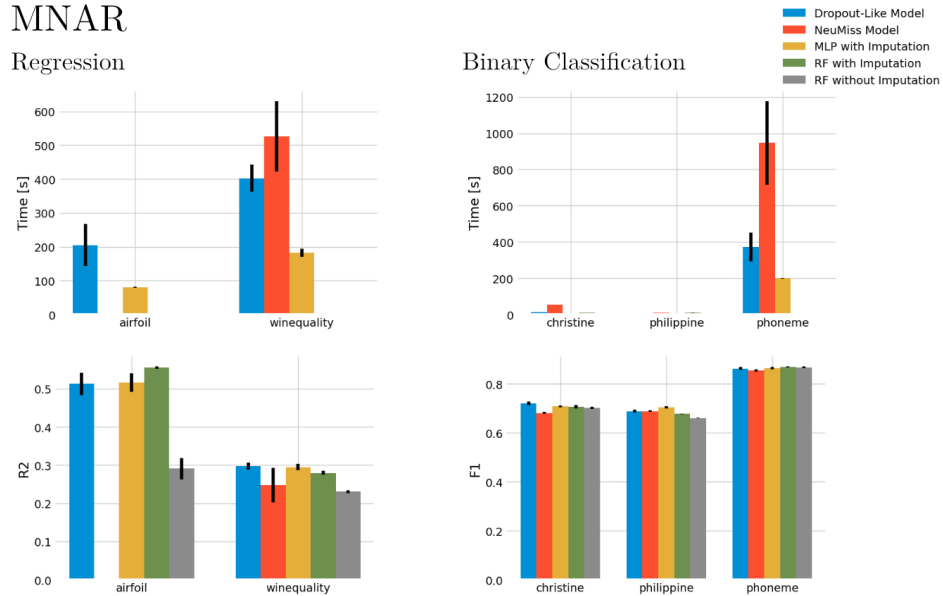 MNAR
Dropout-Like Model
NeuMiss Model
MLP with Imputation
RF with Imputation
RF without Imputation
Regression
Binary Classification
600
500
400
300
200
100
0
Time [s]
airfoil
winequality
1200
1000
800
600
400
200
0
Time [s]
christine
philippine
phoneme
0.5
0.4
0.3
0.2
0.1
0.0
R2
airfoil
winequality
0.8
0.6
0.4
0.2
0.0
F1
christine
philippine
phoneme